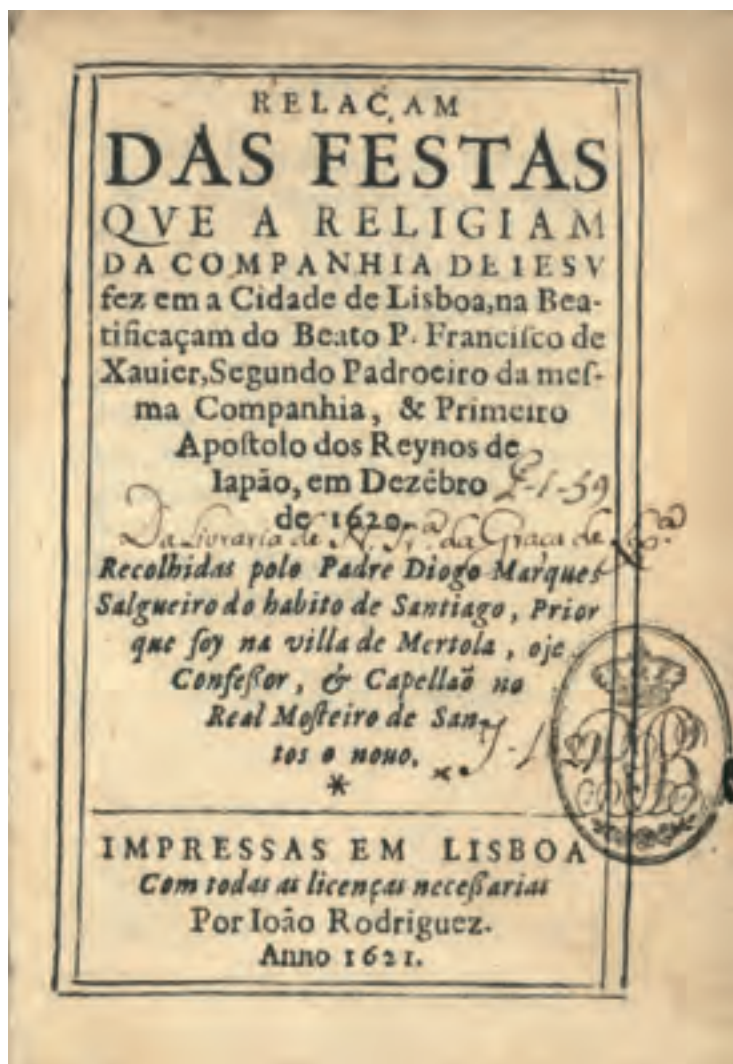 RELAÇAM
DAS FESTAS
QVE A RELIGIAM
DA COMPANHIA DE IESV
fez em a Cidade de Lisboa, na Bea-
tificaçam do Beato P. Franciſco de
Xauier, Segundo Padroeiro da meſ-
ma Companhia, & Primeiro
Apoſtolo dos Reynos de
Iapão, em Dezẽbro
de 1620.
Da Livraria de N. Sr.ª da Graça de Lxª
Recolhidas polo Padre Diogo Marques
Salgueiro do habito de Santiago, Prior
que foy na villa de Mertola, oje
Confeſſor, & Capellaõ no
Real Moſteiro de San-
tos o nouo.
*
IMPRESSAS EM LISBOA
Com todas as licenças neceſſarias
Por Ioão Rodriguez.
Anno 1621.